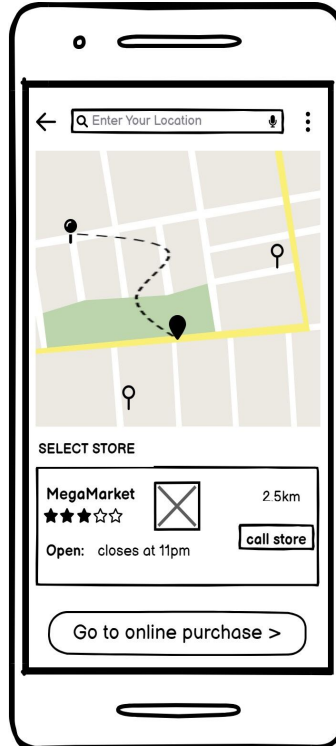 Enter Your Location
SELECT STORE
MegaMarket
2.5km
call store
Open: closes at 11pm
Go to online purchase >